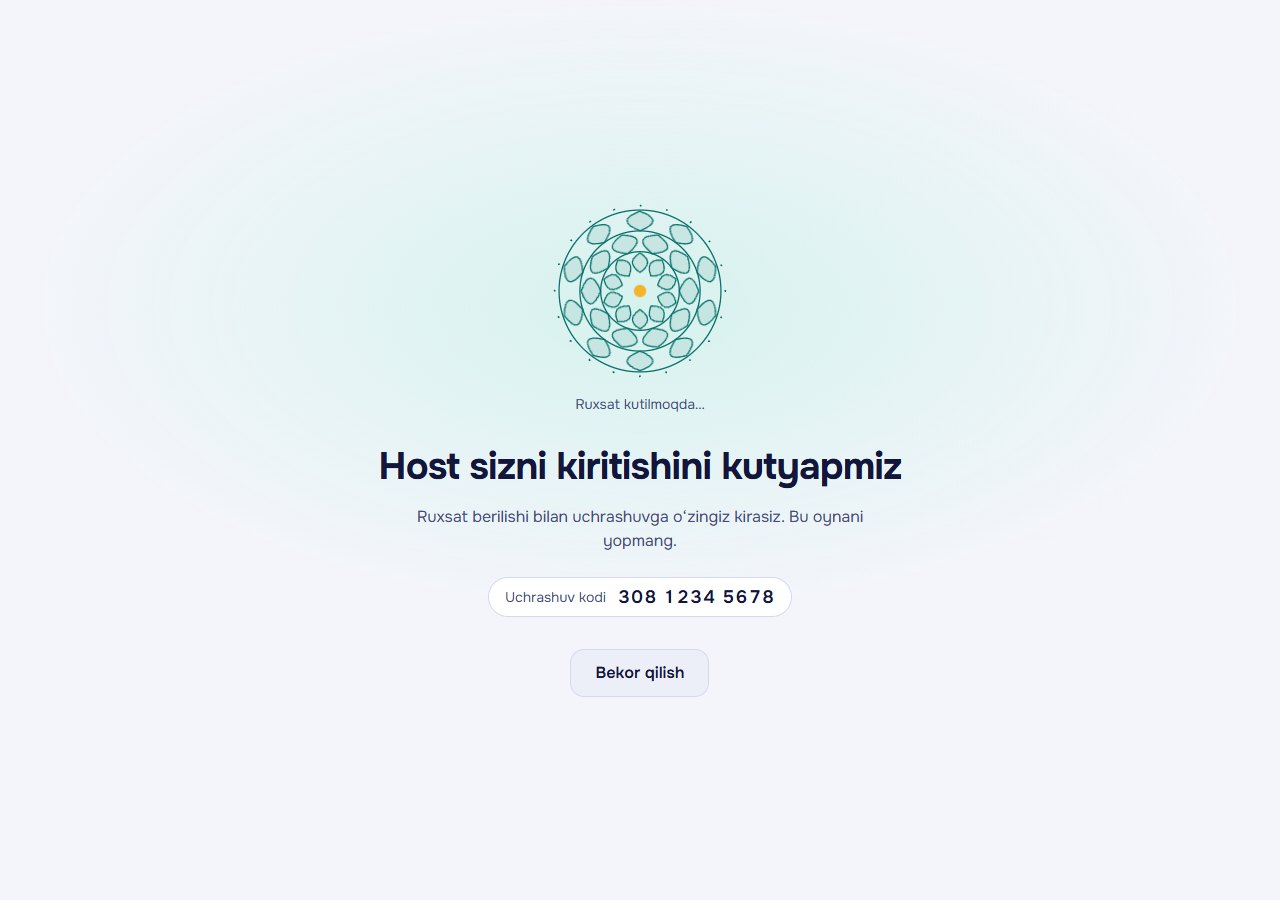 Ruxsat kutilmoqda...
Host sizni kiritishini kutyapmiz
Ruxsat berilishi bilan uchrashuvga oʻzingiz kirasiz. Bu oynani
yopmang.
Uchrashuv kodi 308 1234 5678
Bekor qilish